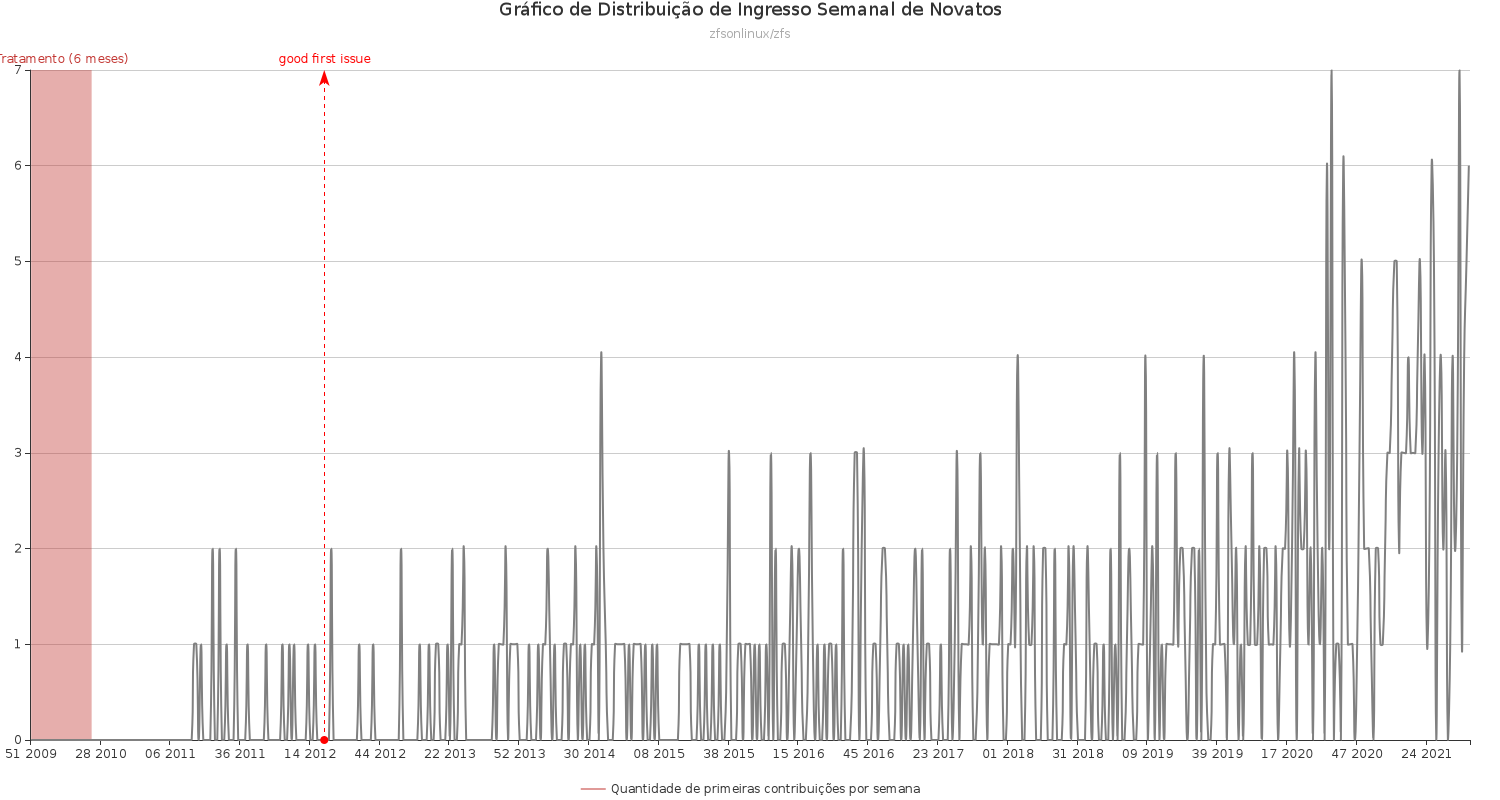 Gráfico de Distribuição de Ingresso Semanal de Novatos
zfsonlinux/zfs
Tratamento (6 meses)
good first issue
7
6
5
4
3
2
1
0
51 2009 28 2010 06 2011 36 2011 14 2012 44 2012 22 2013 52 2013 30 2014 08 2015 38 2015 15 2016 45 2016 23 2017 01 2018 31 2018 09 2019 39 2019 17 2020 47 2020 24 2021
Quantidade de primeiras contribuições por semana